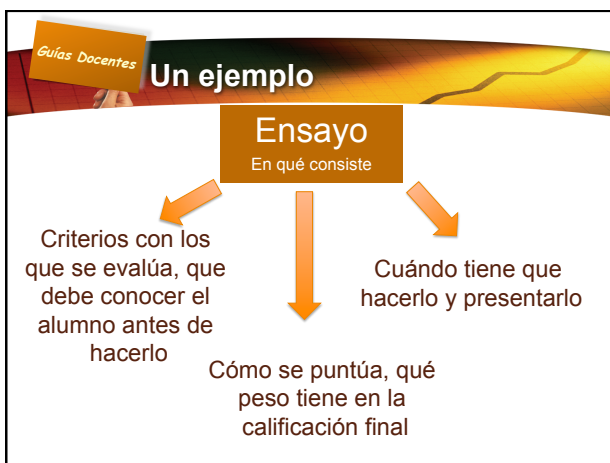 Guías Docentes
Un ejemplo
Ensayo
En qué consiste
Criterios con los
que se evalúa, que
debe conocer el
alumno antes de
hacerlo
Cuándo tiene que
hacerlo y presentarlo
Cómo se puntúa, qué
peso tiene en la
calificación final